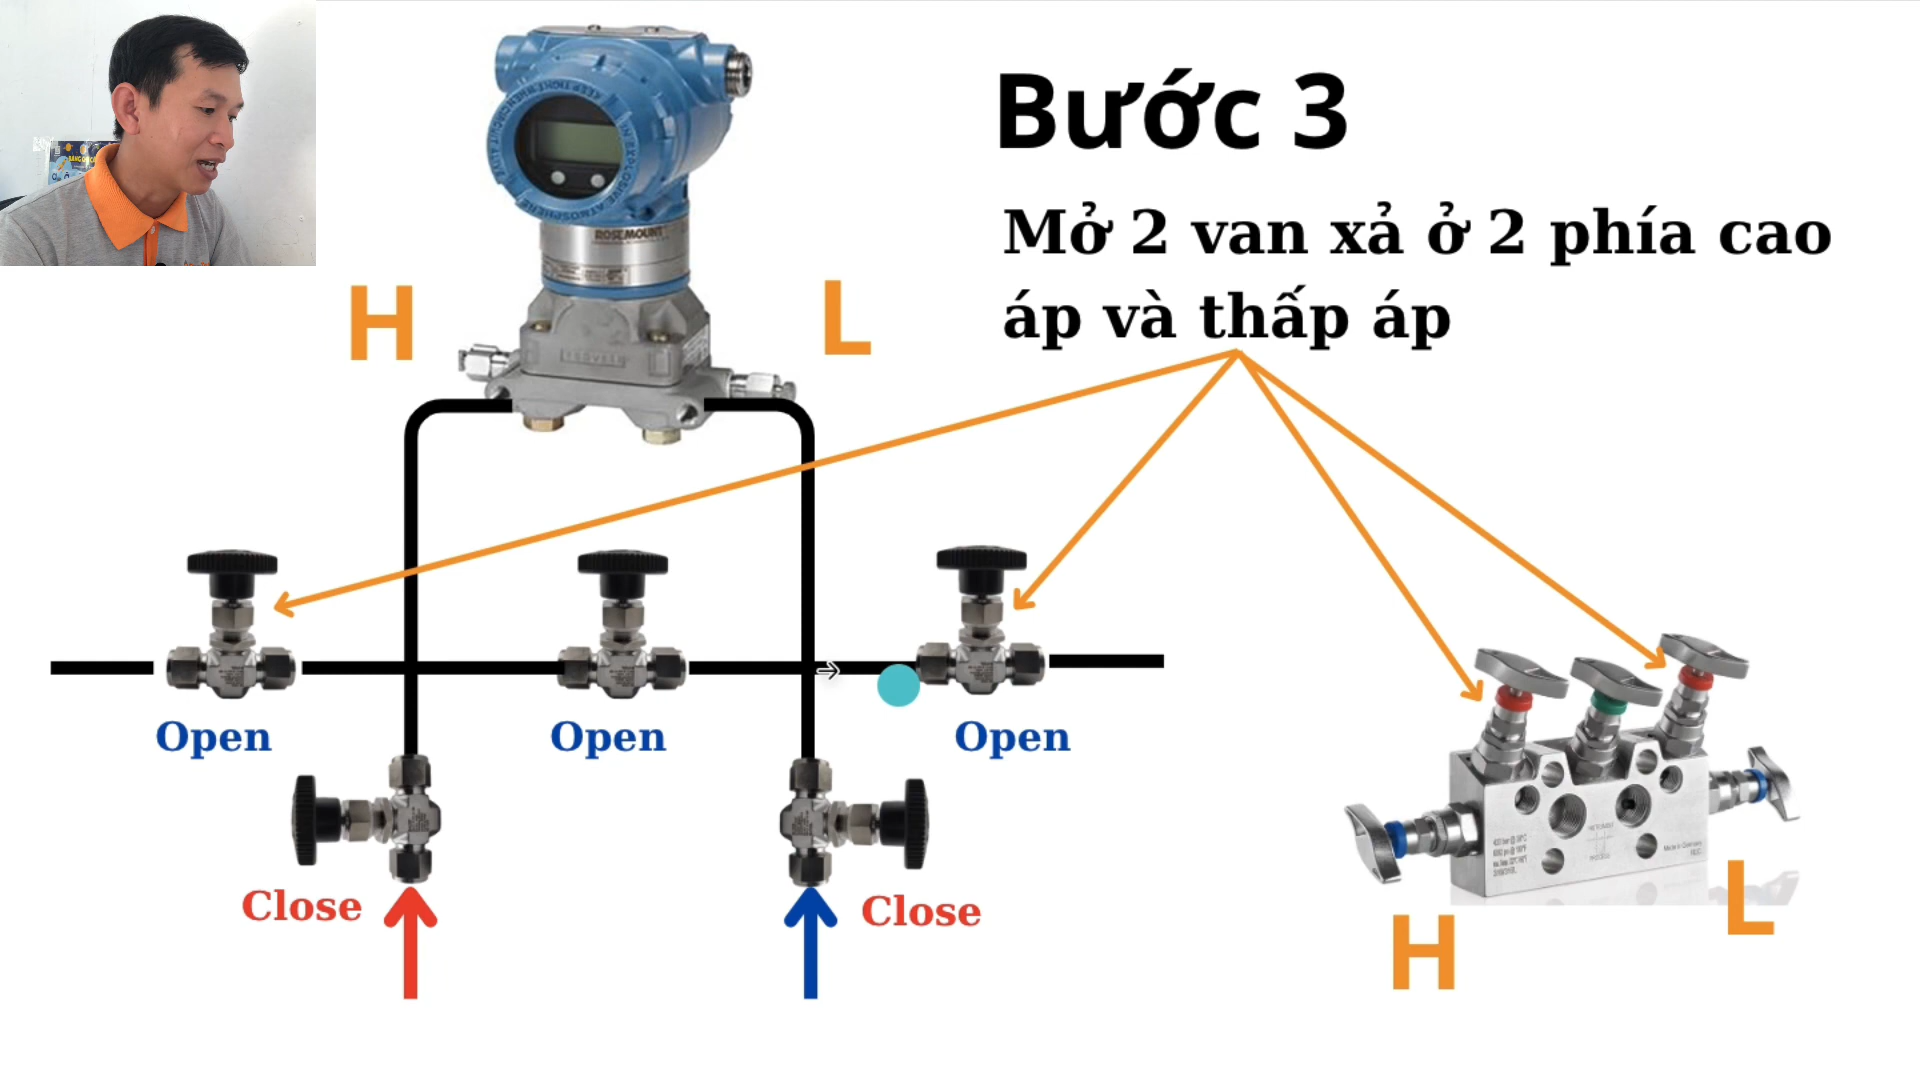 Bước 3
Mở 2 van xả ở 2 phía cao
áp và thấp áp
ROSEMOUNT
H
L
Open
Open
Open
Close
Close
H
L